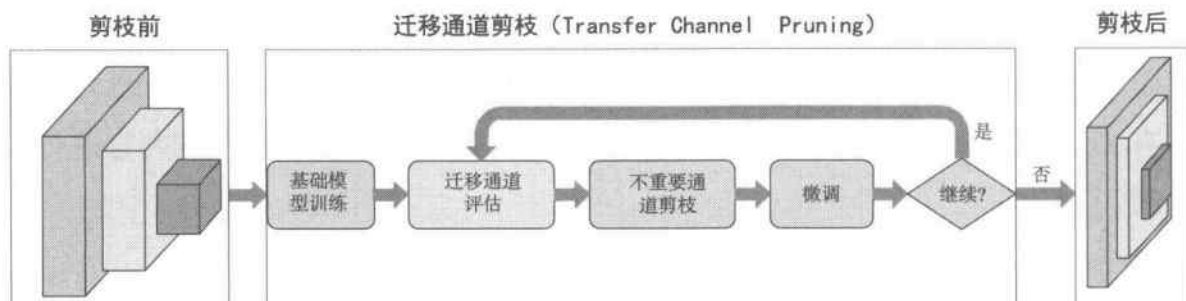 剪枝前
迁移通道剪枝（Transfer Channel Pruning）
剪枝后
基础模
型训练
迁移通道
评估
不重要通
道剪枝
微调
继续?
是
否